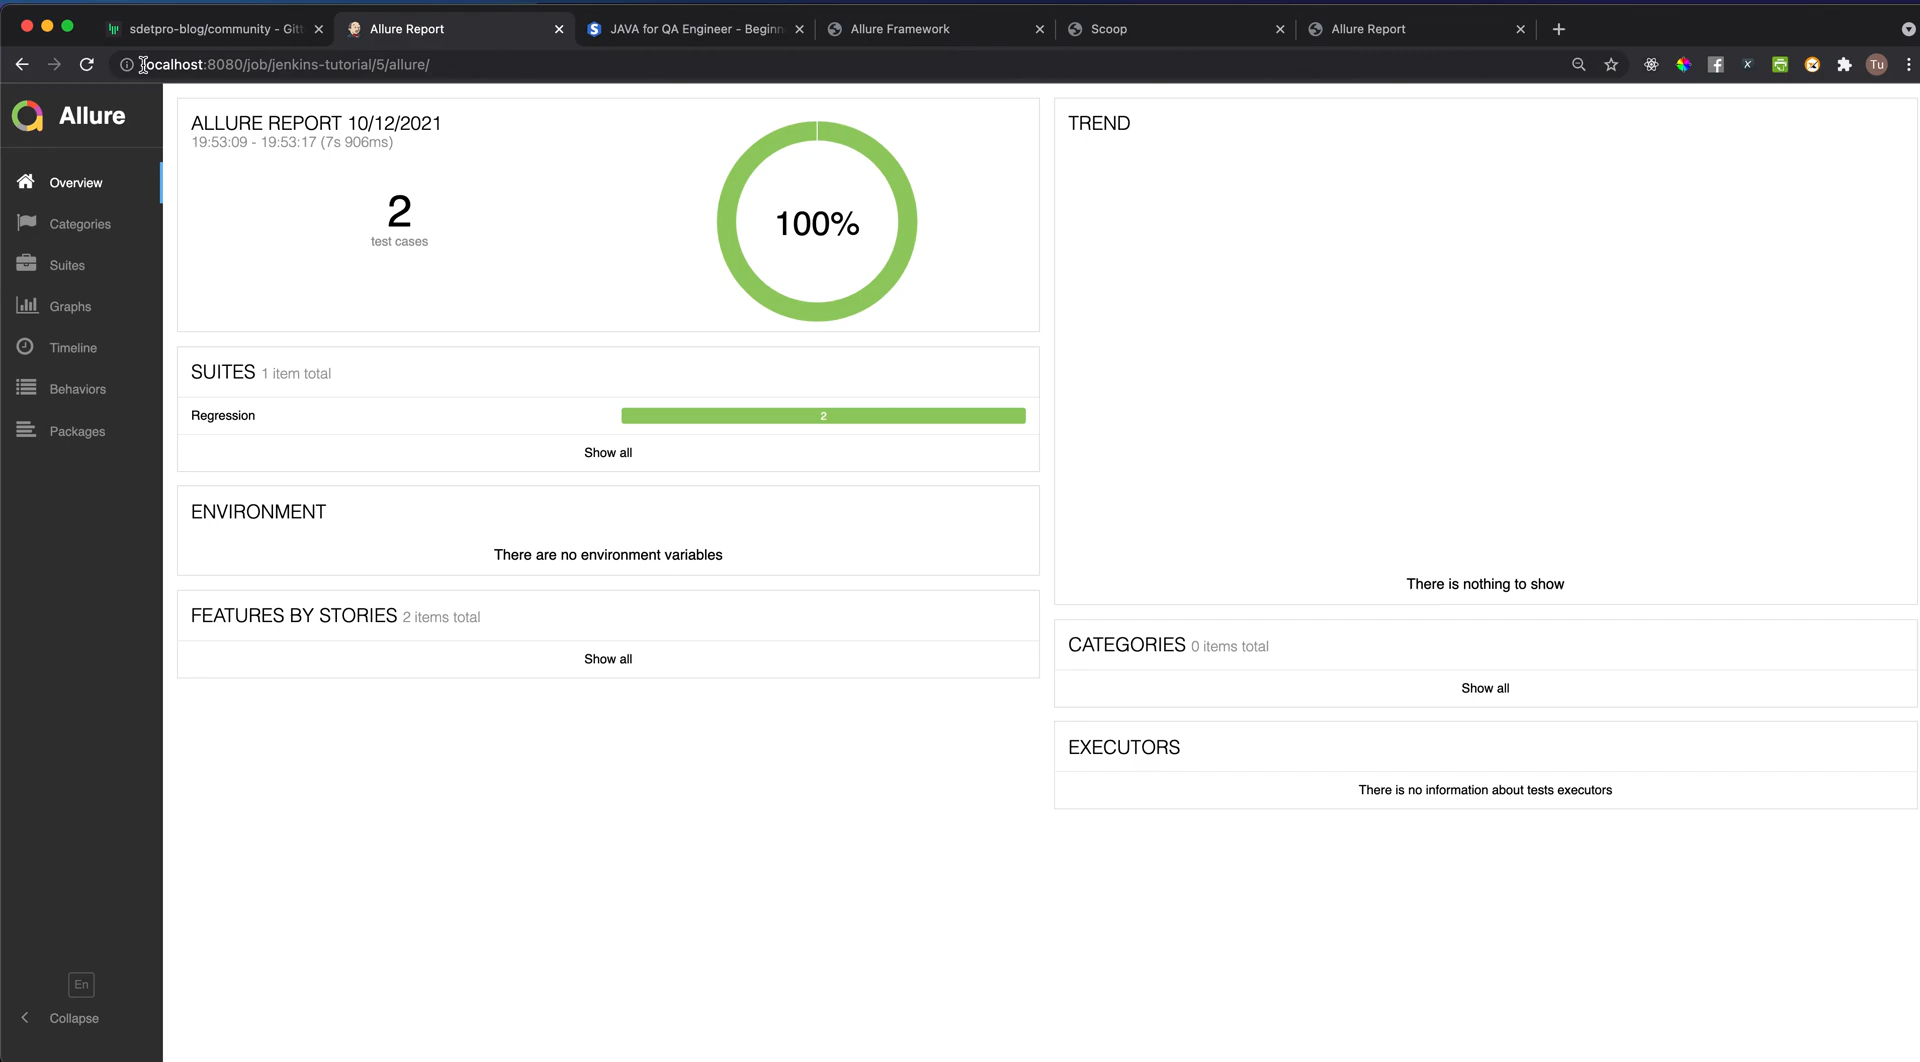 sdetpro-blog/community - Gitt
Allure Report
JAVA for QA Engineer - Beginn
Allure Framework
Scoop
Allure Report
localhost:8080/job/jenkins-tutorial/5/allure/
Tu
Allure
Overview
Categories
Suites
Graphs
Timeline
Behaviors
Packages
En
Collapse
ALLURE REPORT 10/12/2021
19:53:09 - 19:53:17 (7s 906ms)
2
test cases
100%
SUITES 1 item total
Regression 2
Show all
ENVIRONMENT
There are no environment variables
FEATURES BY STORIES 2 items total
Show all
TREND
There is nothing to show
CATEGORIES 0 items total
Show all
EXECUTORS
There is no information about tests executors